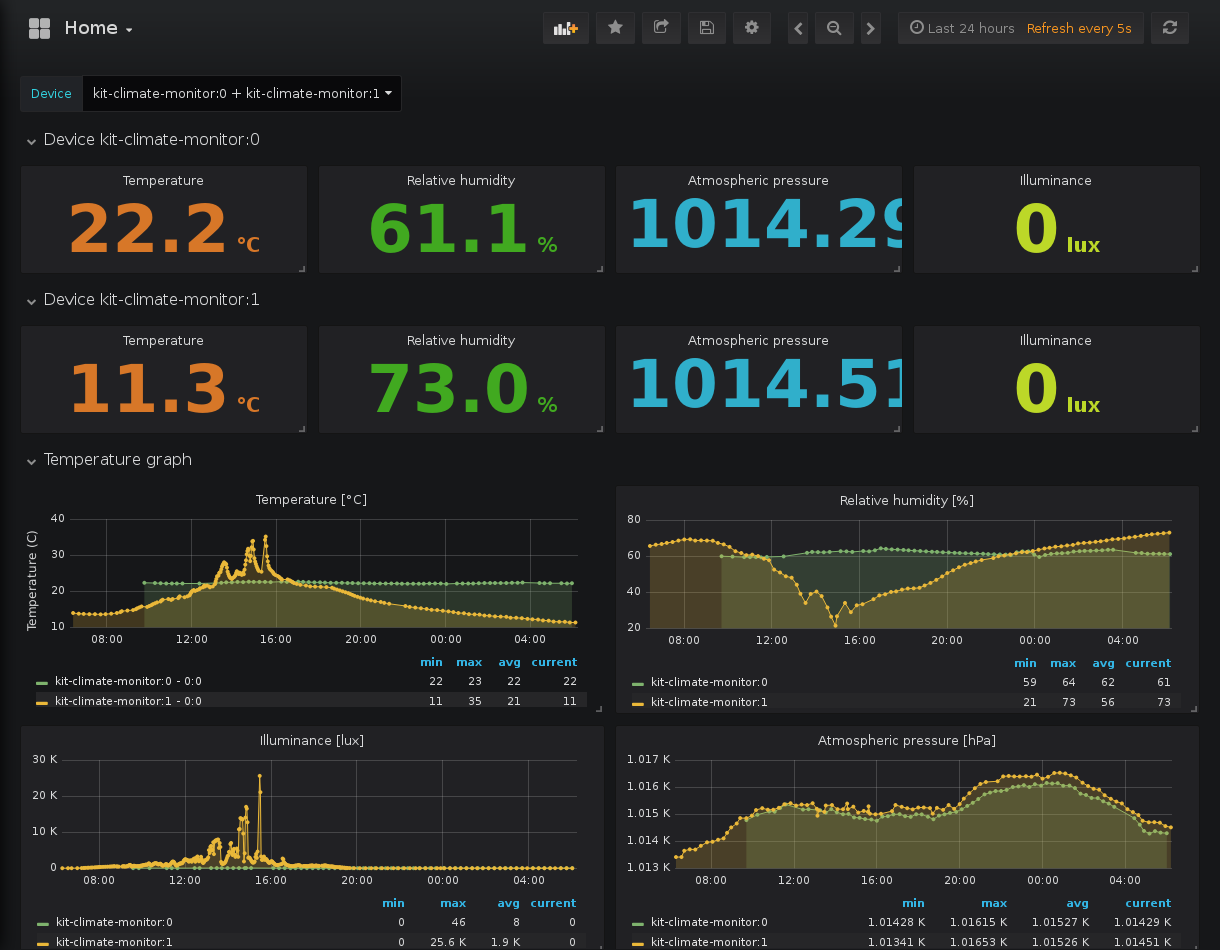 Home
Last 24 hours Refresh every 5s
Device kit-climate-monitor:0 + kit-climate-monitor:1
Device kit-climate-monitor:0
Temperature Relative humidity Atmospheric pressure Illuminance
22.2 °C 61.1 % 1014.29 0 lux
Device kit-climate-monitor:1
Temperature Relative humidity Atmospheric pressure Illuminance
11.3 °C 73.0 % 1014.51 0 lux
Temperature graph
Temperature [°C]
Temperature (C)
40
30
20
10
08:00 12:00 16:00 20:00 00:00 04:00
min max avg current
kit-climate-monitor:0 - 0:0 22 23 22 22
kit-climate-monitor:1 - 0:0 11 35 21 11
Relative humidity [%]
80
60
40
20
08:00 12:00 16:00 20:00 00:00 04:00
min max avg current
kit-climate-monitor:0 59 64 62 61
kit-climate-monitor:1 21 73 56 73
Illuminance [lux]
30 K
20 K
10 K
0
08:00 12:00 16:00 20:00 00:00 04:00
min max avg current
kit-climate-monitor:0 0 46 8 0
kit-climate-monitor:1 0 25.6 K 1.9 K 0
Atmospheric pressure [hPa]
1.017 K
1.016 K
1.015 K
1.014 K
1.013 K
08:00 12:00 16:00 20:00 00:00 04:00
min max avg current
kit-climate-monitor:0 1.01428 K 1.01615 K 1.01527 K 1.01429 K
kit-climate-monitor:1 1.01341 K 1.01653 K 1.01526 K 1.01451 K